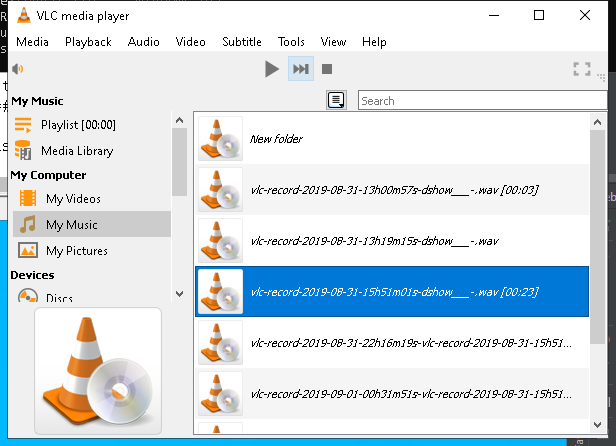 VLC media player
Media Playback Audio Video Subtitle Tools View Help
Search
My Music
Playlist [00:00]
Media Library
My Computer
My Videos
My Music
My Pictures
Devices
Discs
New folder
vlc-record-2019-08-31-13h00m57s-dshow___-.wav [00:03]
vlc-record-2019-08-31-13h19m15s-dshow___-.wav
vlc-record-2019-08-31-15h51m01s-dshow___-.wav [00:23]
vlc-record-2019-08-31-22h16m19s-vlc-record-2019-08-31-15h51...
vlc-record-2019-09-01-00h31m51s-vlc-record-2019-08-31-15h51...